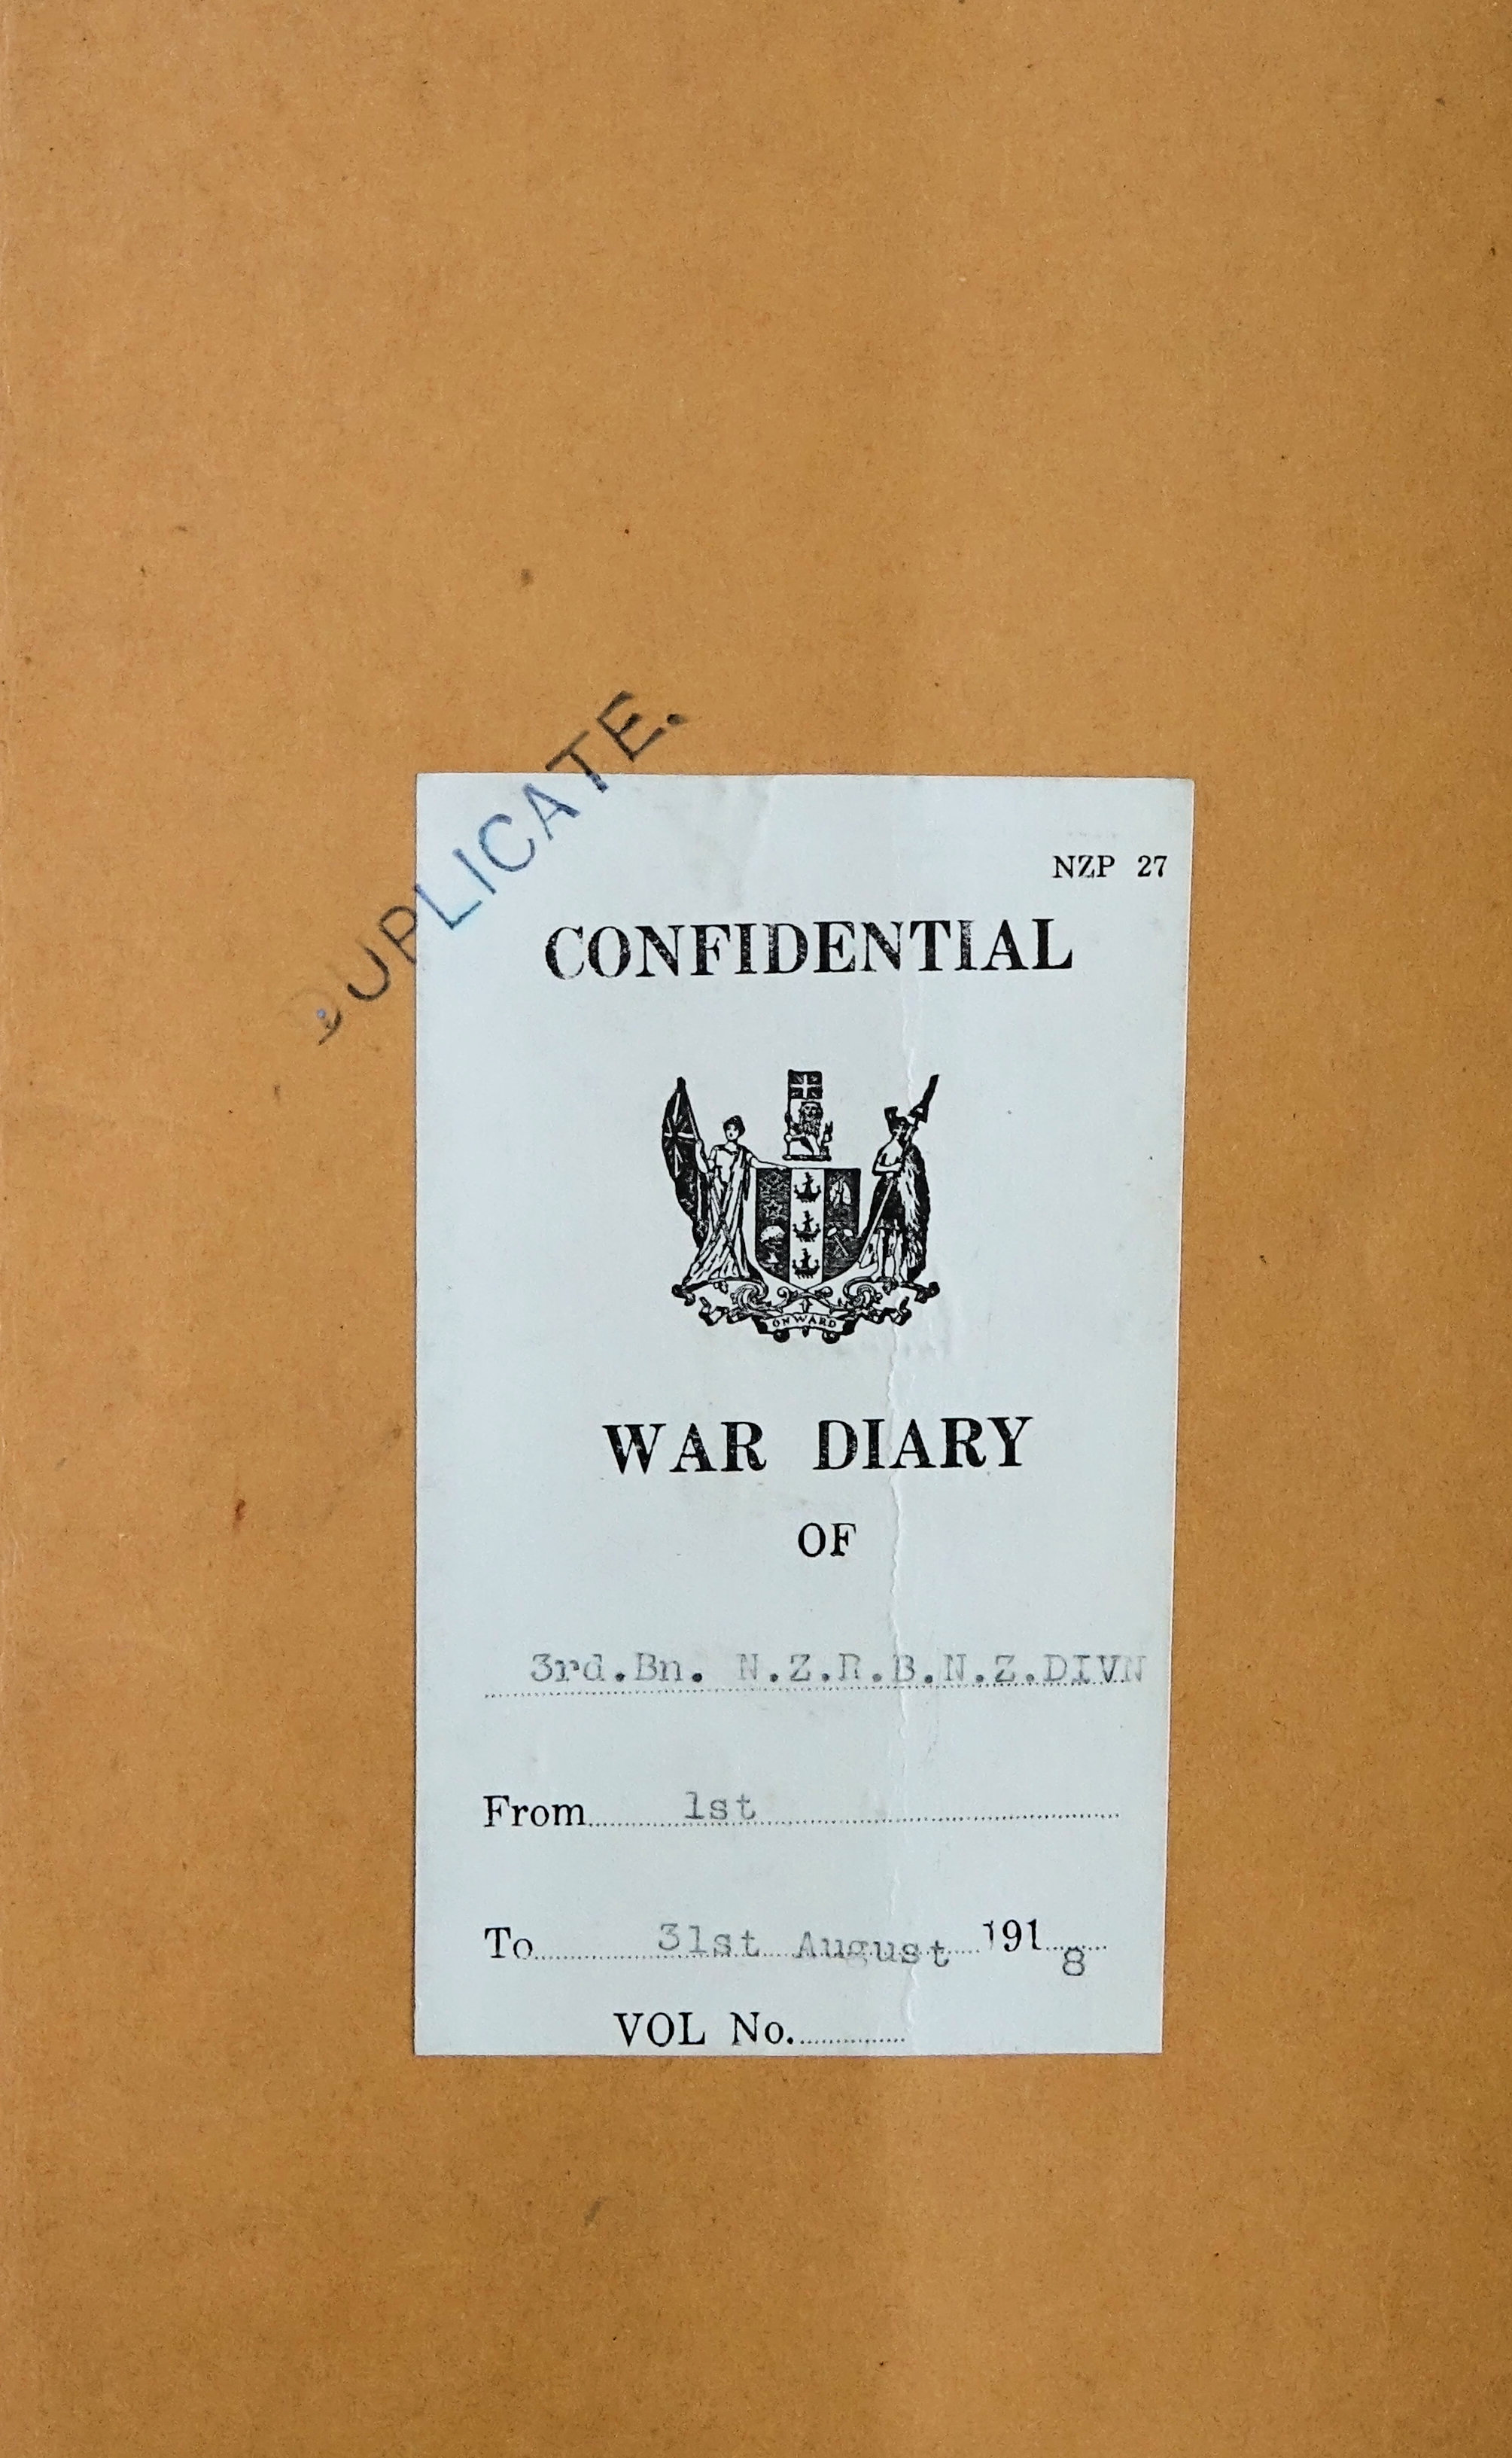 DUPLICATE.
NZP 27
CONFIDENTIAL
ONWARD
WAR DIARY
OF
3rd.Bn. N.Z.R.B.N.Z.DIVN
From 1st
To 31st August 1918
VOL No.